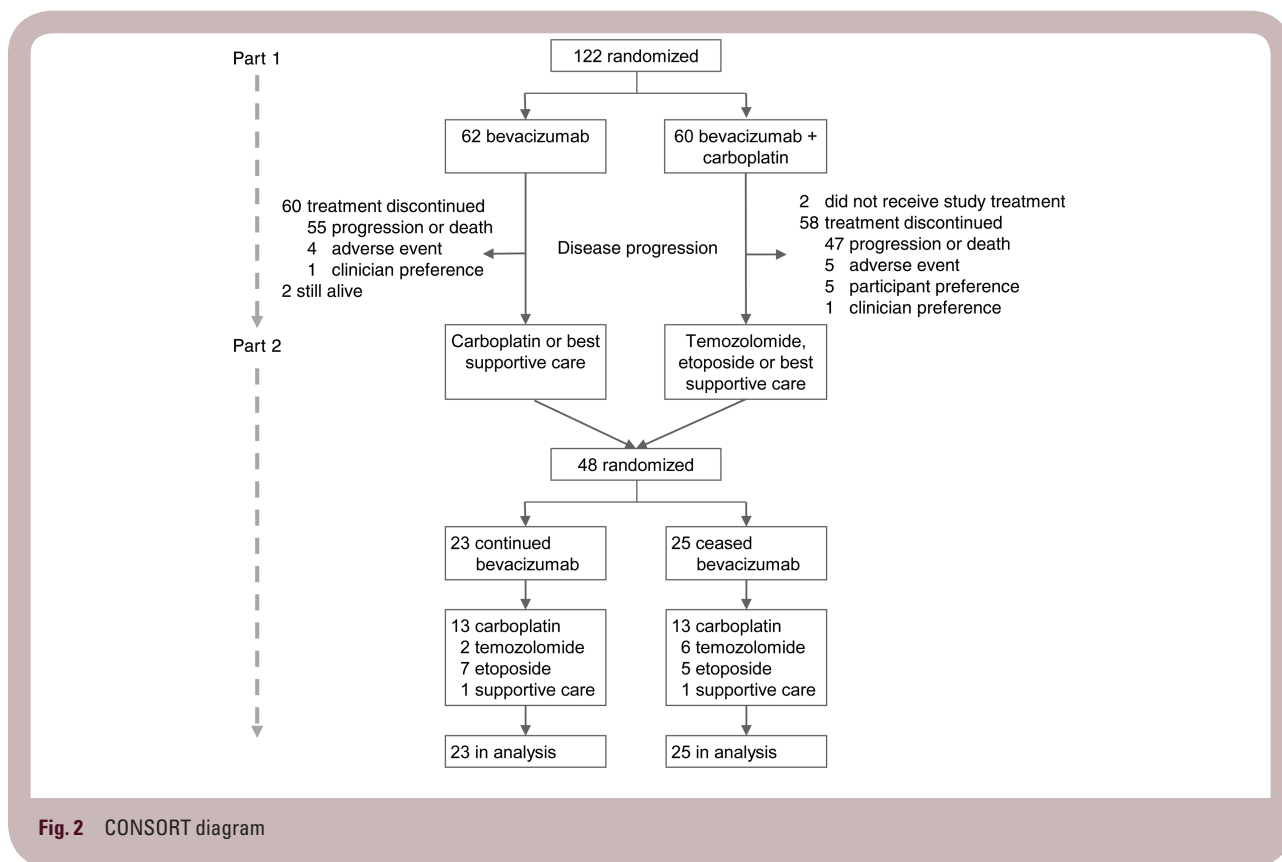 Part 1
122 randomized
62 bevacizumab
60 bevacizumab +
carboplatin
60 treatment discontinued
55 progression or death
4 adverse event
1 clinician preference
2 still alive
Disease progression
2 did not receive study treatment
58 treatment discontinued
47 progression or death
5 adverse event
5 participant preference
1 clinician preference
Part 2
Carboplatin or best
supportive care
Temozolomide,
etoposide or best
supportive care
48 randomized
23 continued
bevacizumab
25 ceased
bevacizumab
13 carboplatin
2 temozolomide
7 etoposide
1 supportive care
13 carboplatin
6 temozolomide
5 etoposide
1 supportive care
23 in analysis
25 in analysis
Fig. 2 CONSORT diagram